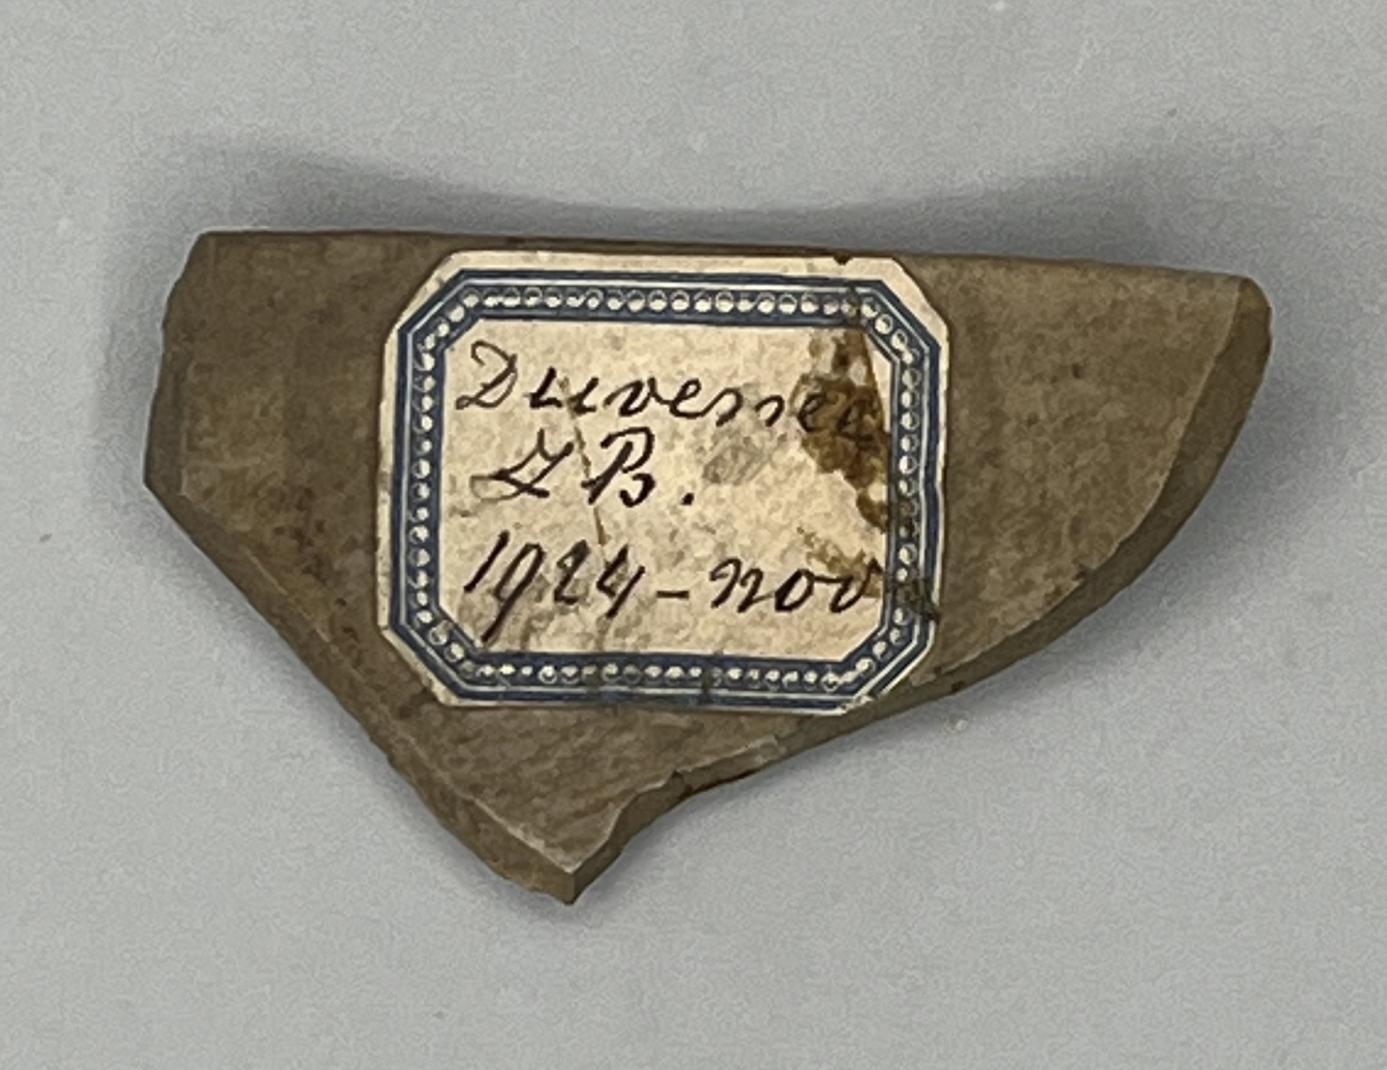 Duvensee
Z B.
1924 - nov